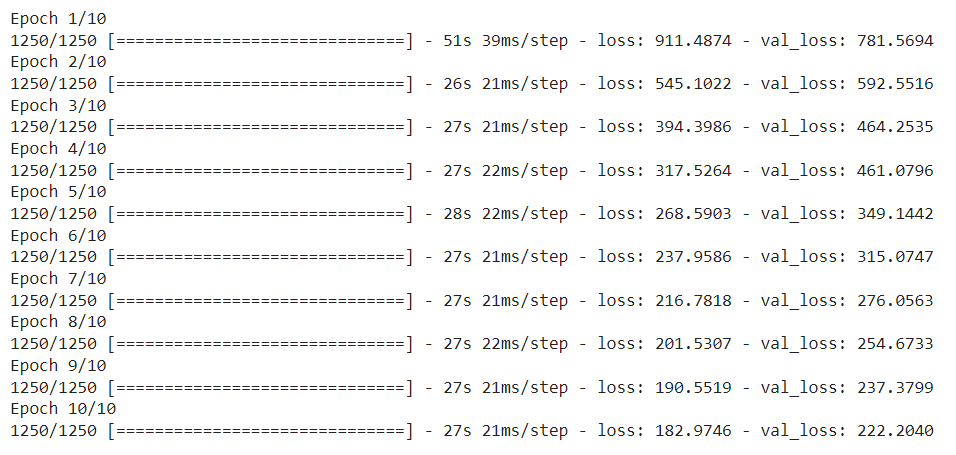 Epoch 1/10
1250/1250 [==============================] - 51s 39ms/step - loss: 911.4874 - val_loss: 781.5694
Epoch 2/10
1250/1250 [==============================] - 26s 21ms/step - loss: 545.1022 - val_loss: 592.5516
Epoch 3/10
1250/1250 [==============================] - 27s 21ms/step - loss: 394.3986 - val_loss: 464.2535
Epoch 4/10
1250/1250 [==============================] - 27s 22ms/step - loss: 317.5264 - val_loss: 461.0796
Epoch 5/10
1250/1250 [==============================] - 28s 22ms/step - loss: 268.5903 - val_loss: 349.1442
Epoch 6/10
1250/1250 [==============================] - 27s 21ms/step - loss: 237.9586 - val_loss: 315.0747
Epoch 7/10
1250/1250 [==============================] - 27s 21ms/step - loss: 216.7818 - val_loss: 276.0563
Epoch 8/10
1250/1250 [==============================] - 27s 22ms/step - loss: 201.5307 - val_loss: 254.6733
Epoch 9/10
1250/1250 [==============================] - 27s 21ms/step - loss: 190.5519 - val_loss: 237.3799
Epoch 10/10
1250/1250 [==============================] - 27s 21ms/step - loss: 182.9746 - val_loss: 222.2040